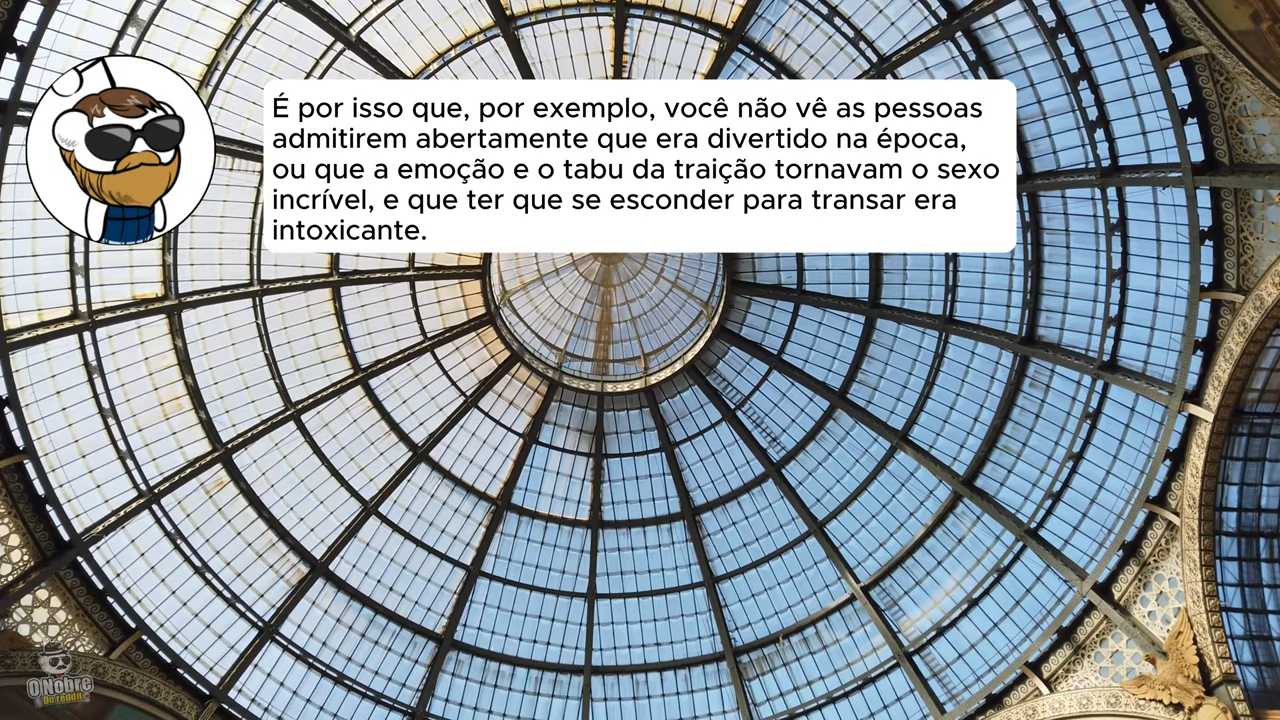 É por isso que, por exemplo, você não vê as pessoas
admitirem abertamente que era divertido na época,
ou que a emoção e o tabu da traição tornavam o sexo
incrível, e que ter que se esconder para transar era
intoxicante.
O Nobre
Do reddit